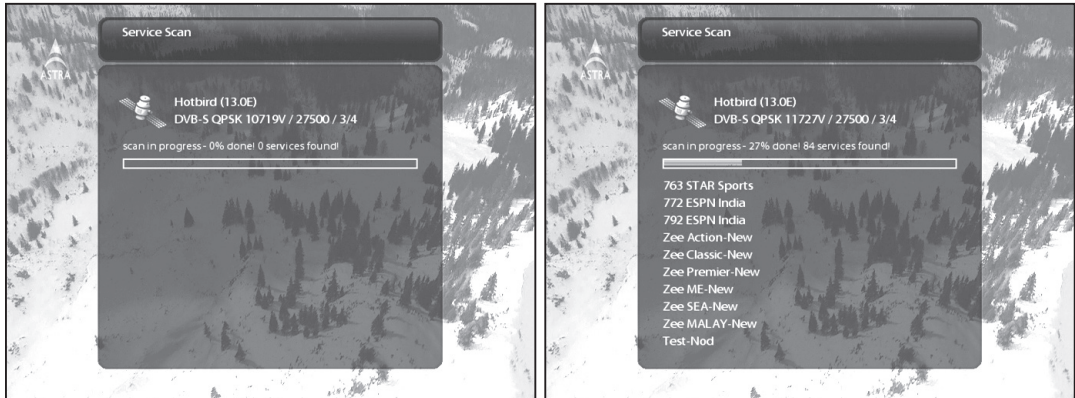 Service Scan
ASTRA
Hotbird (13.0E)
DVB-S QPSK 10719V / 27500 / 3/4
scan in progress - 0% done! 0 services found!
Service Scan
ASTRA
Hotbird (13.0E)
DVB-S QPSK 11727V / 27500 / 3/4
scan in progress - 27% done! 84 services found!
763 STAR Sports
772 ESPN India
792 ESPN India
Zee Action-New
Zee Classic-New
Zee Premier-New
Zee ME-New
Zee SEA-New
Zee MALAY-New
Test-Nod